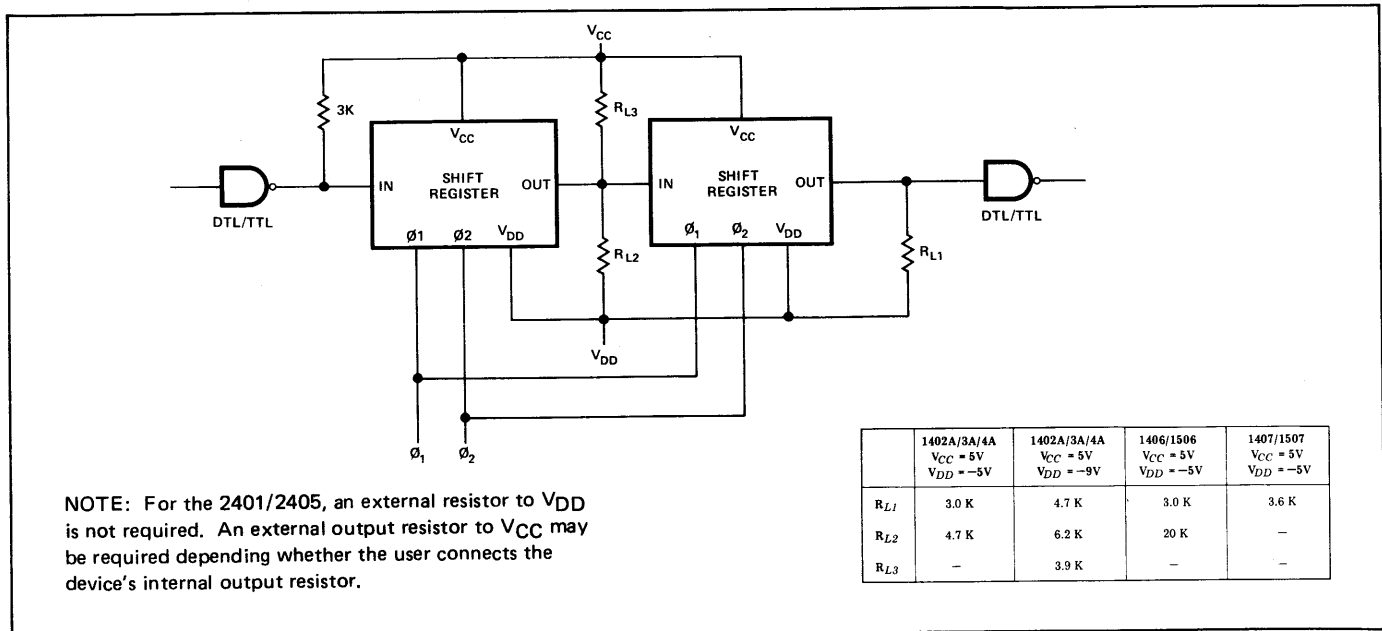 VCC
3K
RL3
VCC
VCC
SHIFT
REGISTER
IN
OUT
SHIFT
REGISTER
IN
OUT
DTL/TTL
DTL/TTL
Ø1
Ø2
VDD
Ø1
Ø2
VDD
RL2
RL1
VDD
Ø1
Ø2
NOTE: For the 2401/2405, an external resistor to VDD
is not required. An external output resistor to VCC may
be required depending whether the user connects the
device's internal output resistor.
1402A/3A/4A 1402A/3A/4A 1406/1506 1407/1507
VCC = 5V VCC = 5V VCC = 5V VCC = 5V
VDD = −5V VDD = −9V VDD = −5V VDD = −5V
RL1 3.0 K 4.7 K 3.0 K 3.6 K
RL2 4.7 K 6.2 K 20 K −
RL3 − 3.9 K − −